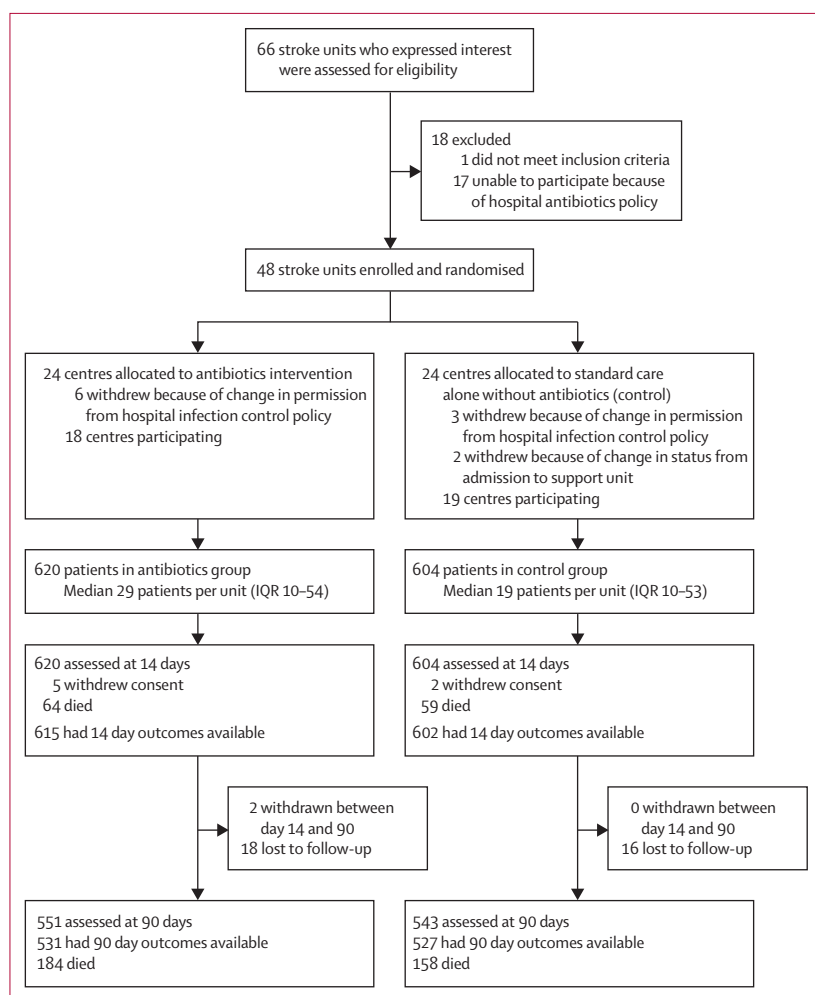 66 stroke units who expressed interest
were assessed for eligibility
18 excluded
1 did not meet inclusion criteria
17 unable to participate because
of hospital antibiotics policy
48 stroke units enrolled and randomised
24 centres allocated to antibiotics intervention
6 withdrew because of change in permission
from hospital infection control policy
18 centres participating
24 centres allocated to standard care
alone without antibiotics (control)
3 withdrew because of change in permission
from hospital infection control policy
2 withdrew because of change in status from
admission to support unit
19 centres participating
620 patients in antibiotics group
Median 29 patients per unit (IQR 10–54)
604 patients in control group
Median 19 patients per unit (IQR 10–53)
620 assessed at 14 days
5 withdrew consent
64 died
615 had 14 day outcomes available
604 assessed at 14 days
2 withdrew consent
59 died
602 had 14 day outcomes available
2 withdrawn between
day 14 and 90
18 lost to follow-up
0 withdrawn between
day 14 and 90
16 lost to follow-up
551 assessed at 90 days
531 had 90 day outcomes available
184 died
543 assessed at 90 days
527 had 90 day outcomes available
158 died